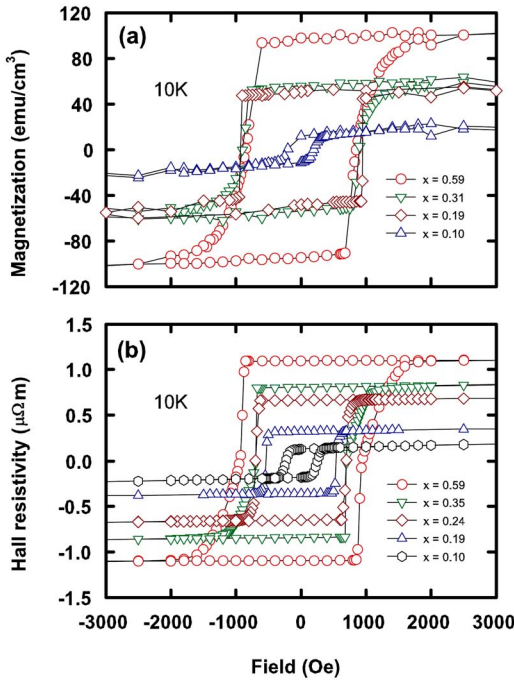 (a)
10K
Magnetization (emu/cm³)
120
80
40
0
-40
-80
-120
x = 0.59
x = 0.31
x = 0.19
x = 0.10
(b)
10K
Hall resistivity (μΩm)
1.5
1.0
0.5
0.0
-0.5
-1.0
-1.5
x = 0.59
x = 0.35
x = 0.24
x = 0.19
x = 0.10
-3000 -2000 -1000 0 1000 2000 3000
Field (Oe)